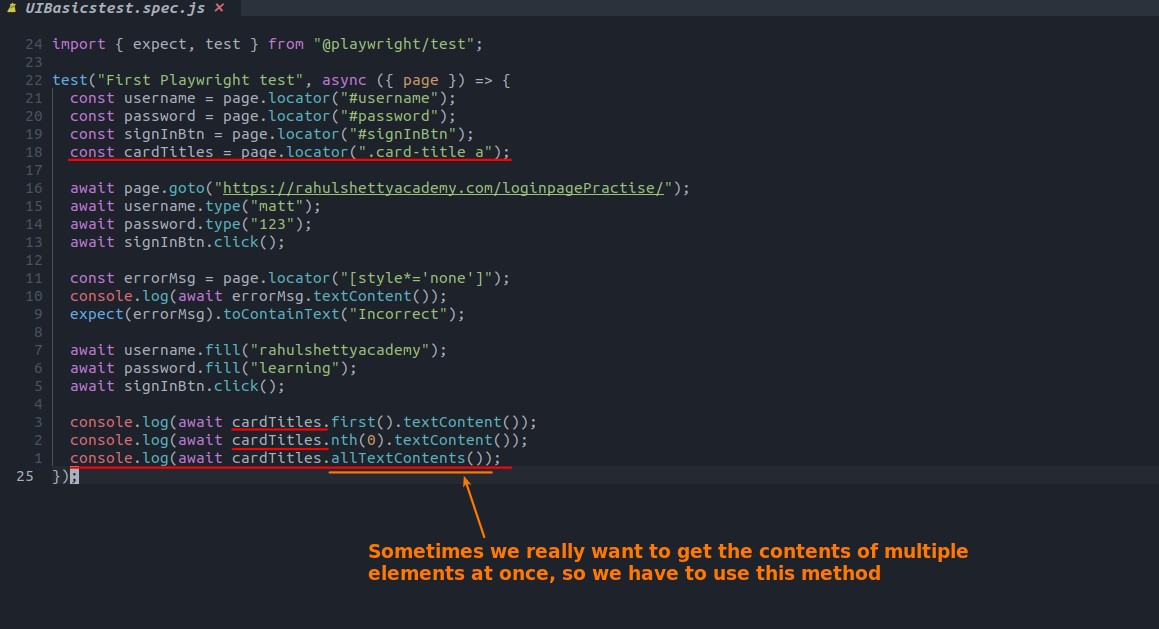 UIBasicstest.spec.js ✕
24 import { expect, test } from "@playwright/test";
23
22 test("First Playwright test", async ({ page }) => {
21 const username = page.locator("#username");
20 const password = page.locator("#password");
19 const signInBtn = page.locator("#signInBtn");
18 const cardTitles = page.locator(".card-title a");
17
16 await page.goto("https://rahulshettyacademy.com/loginpagePractise/");
15 await username.type("matt");
14 await password.type("123");
13 await signInBtn.click();
12
11 const errorMsg = page.locator("[style*='none']");
10 console.log(await errorMsg.textContent());
9 expect(errorMsg).toContainText("Incorrect");
8
7 await username.fill("rahulshettyacademy");
6 await password.fill("learning");
5 await signInBtn.click();
4
3 console.log(await cardTitles.first().textContent());
2 console.log(await cardTitles.nth(0).textContent());
1 console.log(await cardTitles.allTextContents());
25 });
Sometimes we really want to get the contents of multiple
elements at once, so we have to use this method